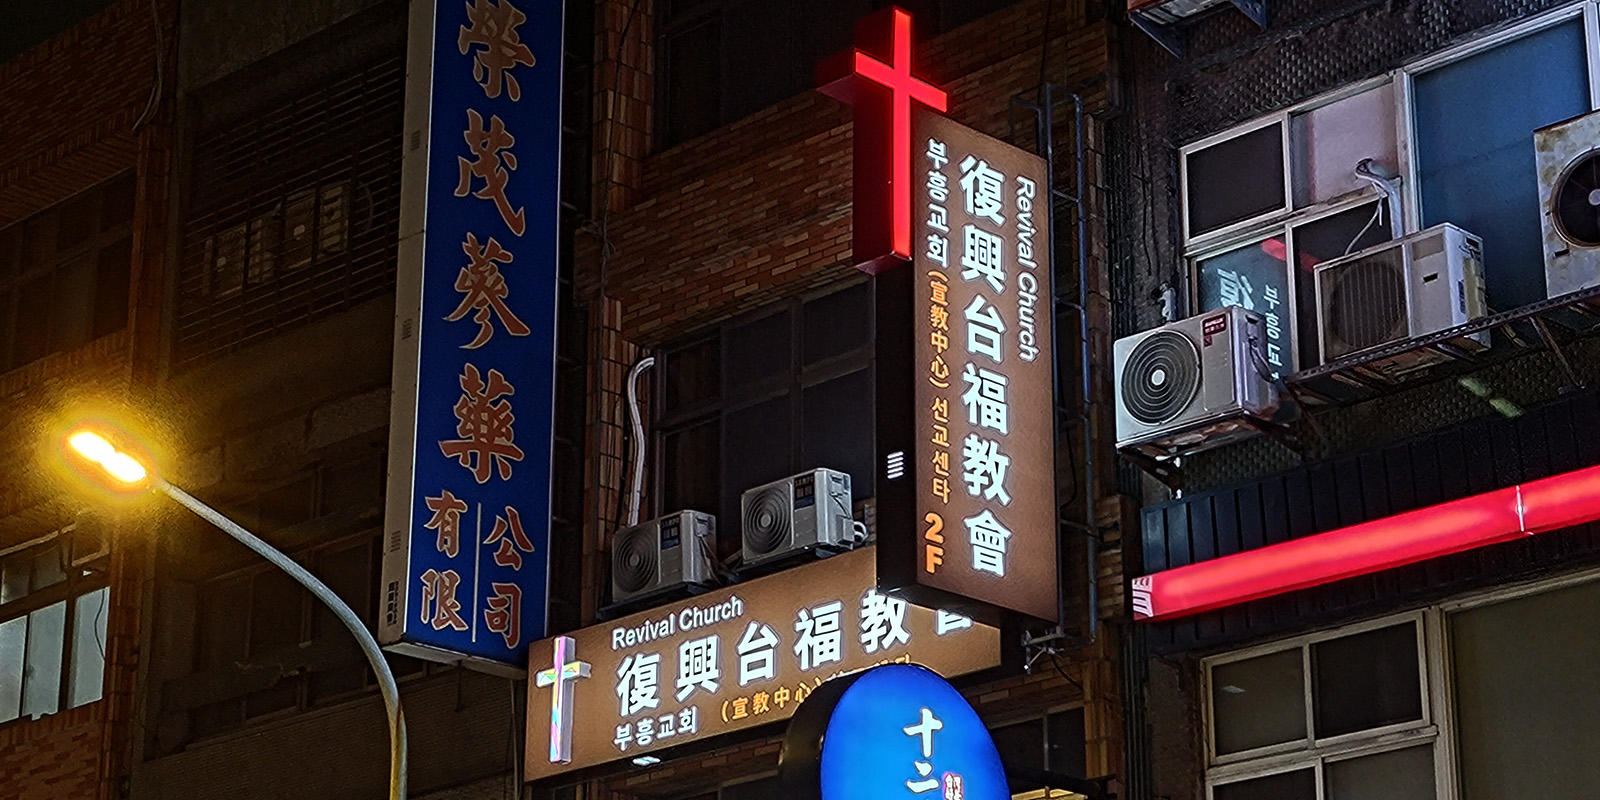 榮茂蔘藥
有限公司
Revival Church
復興台福教會
부흥교회 (宣教中心) 선교센타 2F
Revival Church
復興台福教
부흥교회 (宣教中心)
十二